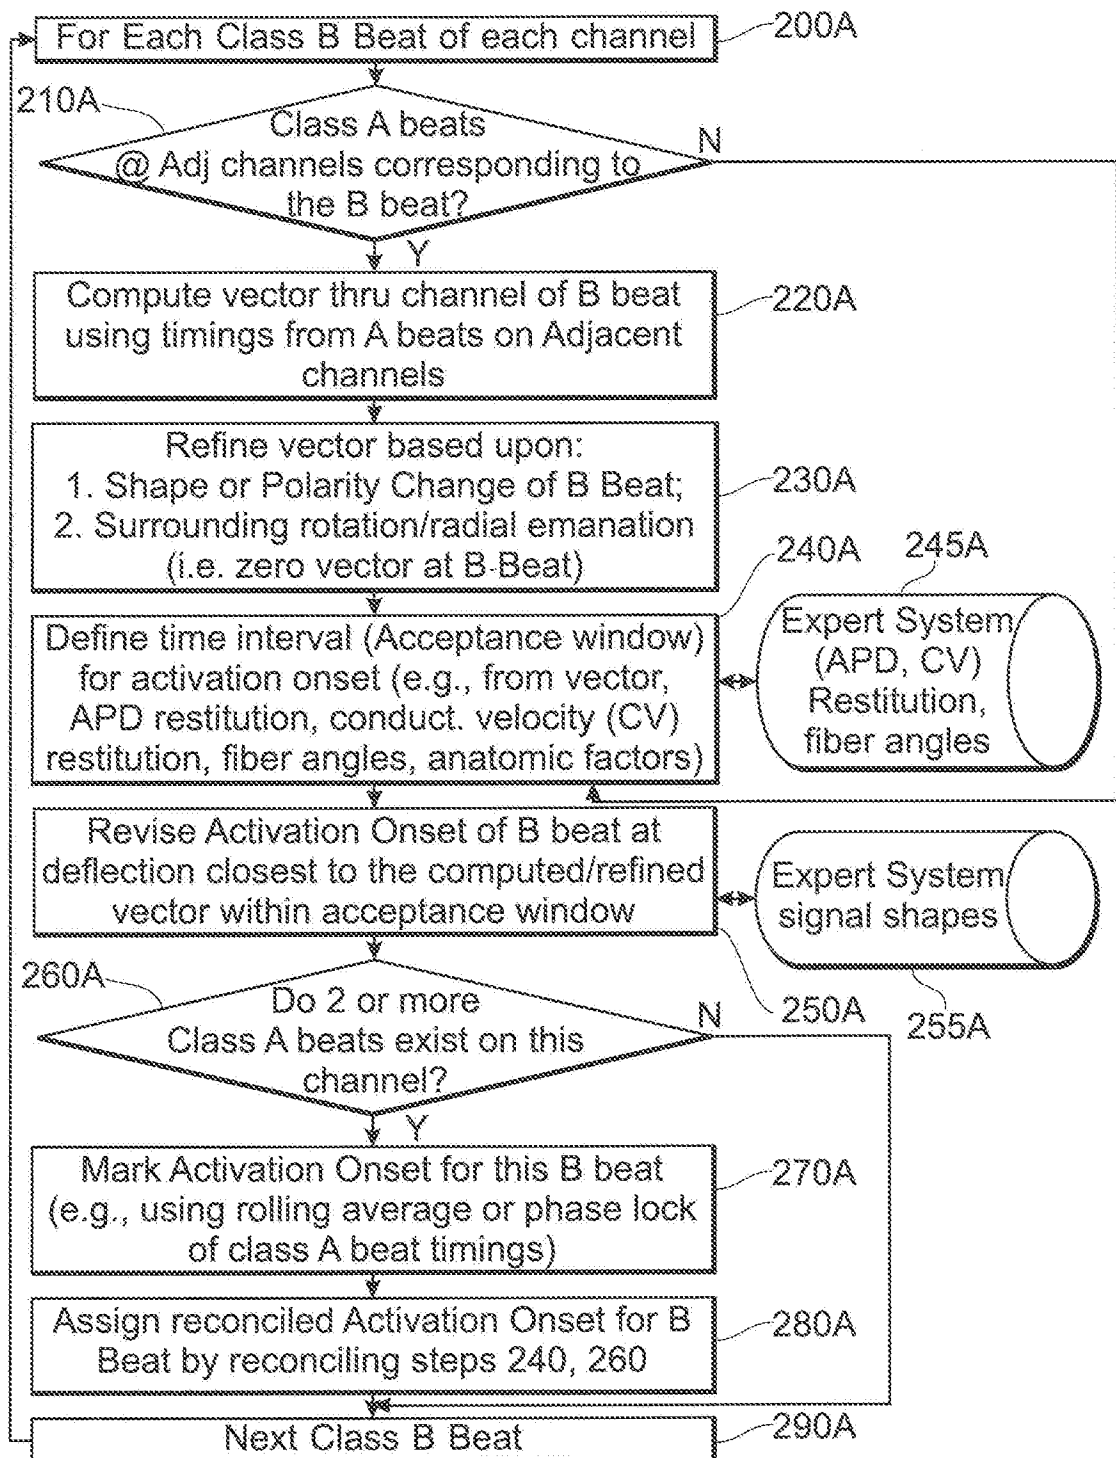 For Each Class B Beat of each channel
200A
210A
Class A beats
@ Adj channels corresponding to
the B beat?
N
Y
Compute vector thru channel of B beat
using timings from A beats on Adjacent
channels
220A
Refine vector based upon:
1. Shape or Polarity Change of B Beat;
2. Surrounding rotation/radial emanation
(i.e. zero vector at B-Beat)
230A
240A
245A
Define time interval (Acceptance window)
for activation onset (e.g., from vector,
APD restitution, conduct. velocity (CV)
restitution, fiber angles, anatomic factors)
Expert System
(APD, CV)
Restitution,
fiber angles
Revise Activation Onset of B beat at
deflection closest to the computed/refined
vector within acceptance window
Expert System
signal shapes
250A
255A
260A
Do 2 or more
Class A beats exist on this
channel?
N
Y
Mark Activation Onset for this B beat
(e.g., using rolling average or phase lock
of class A beat timings)
270A
Assign reconciled Activation Onset for B
Beat by reconciling steps 240, 260
280A
Next Class B Beat
290A